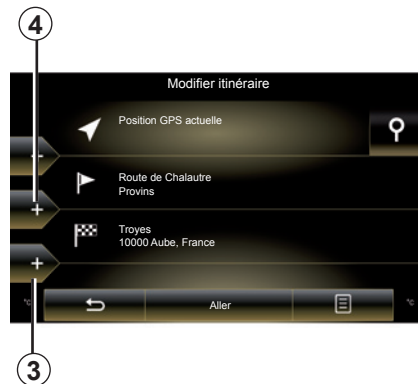 4
Modifier itinéraire
Position GPS actuelle
+
Route de Chalautre
Provins
+
Troyes
10000 Aube, France
+
°C
Aller
°C
3